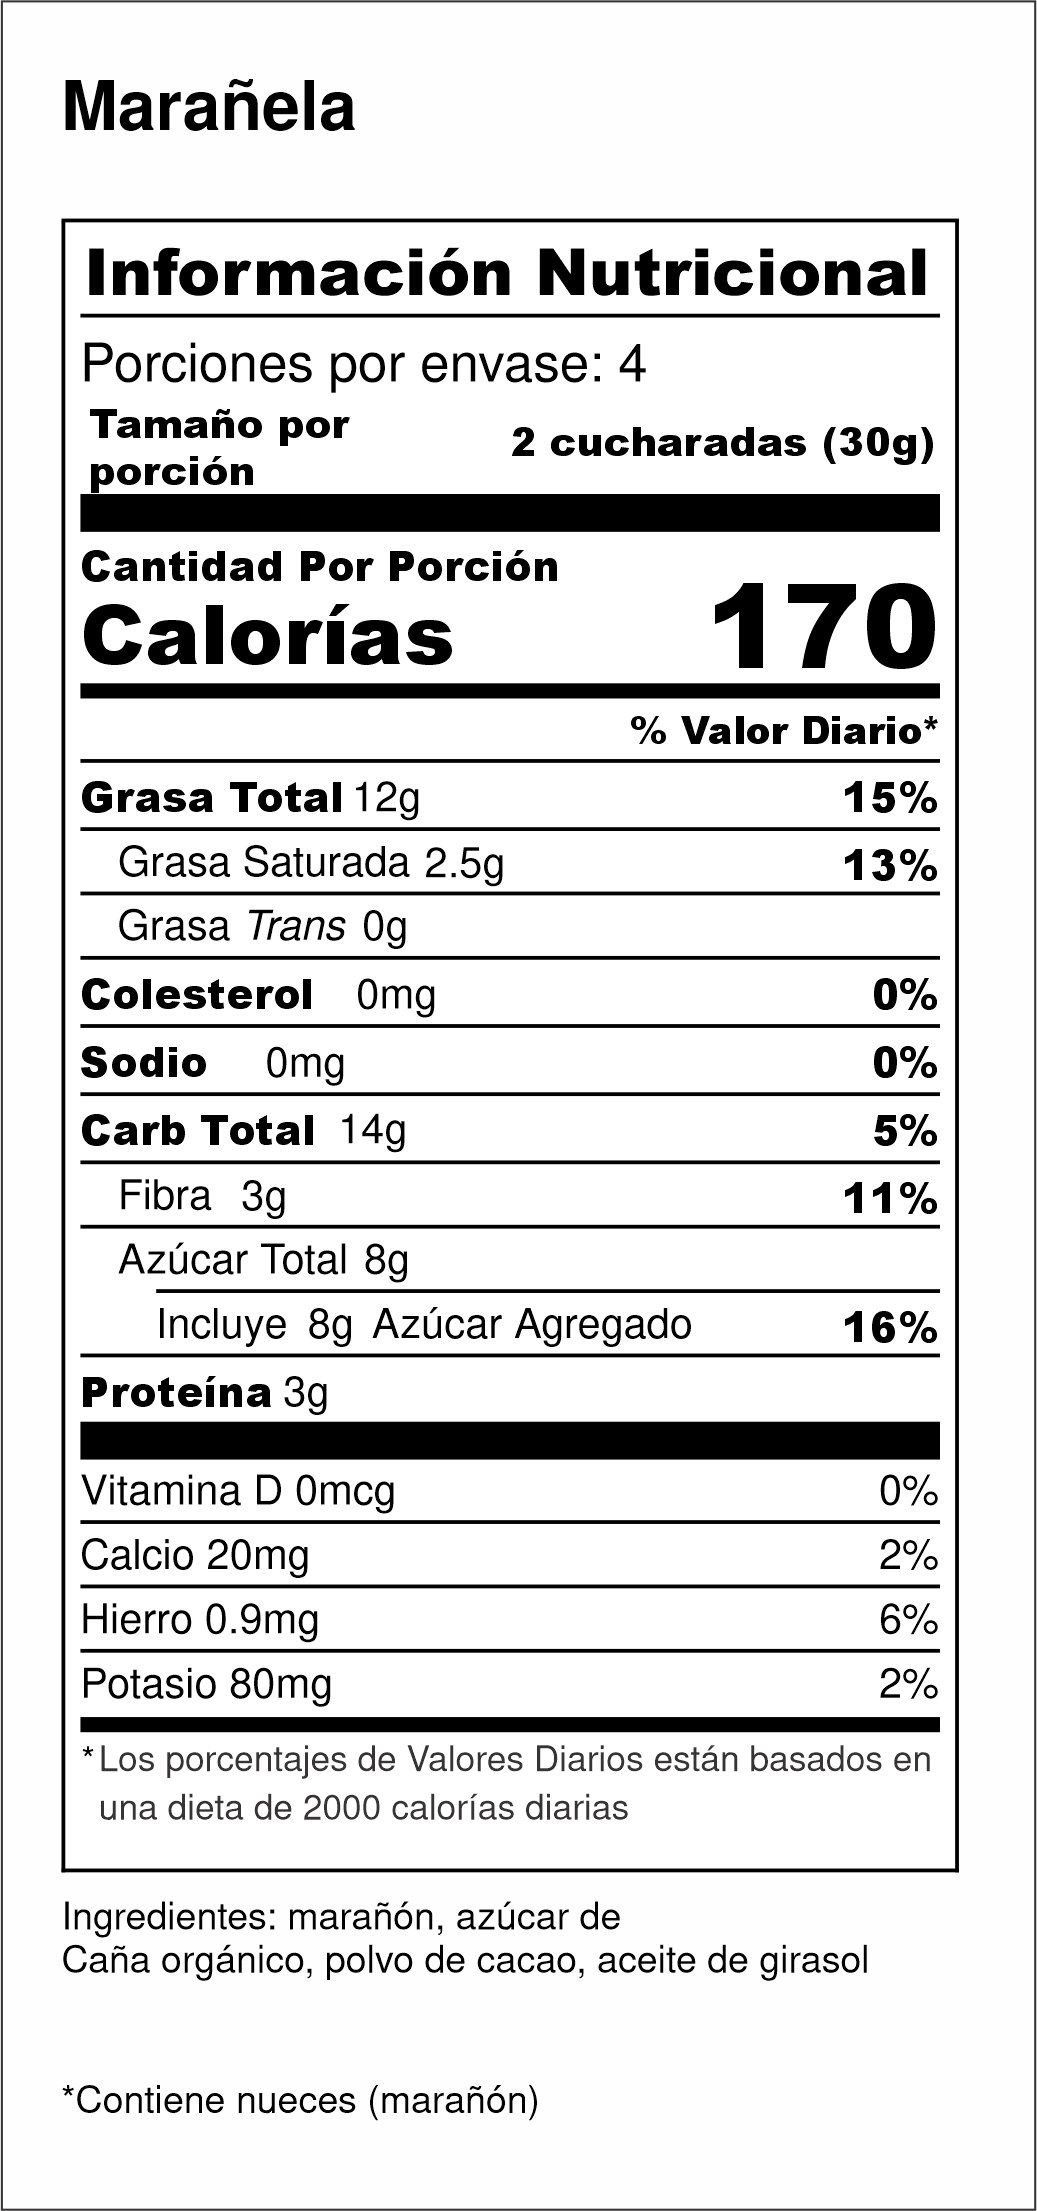 Marañela
Información Nutricional
Porciones por envase: 4
Tamaño por
porción
2 cucharadas (30g)
Cantidad Por Porción
Calorías 170
% Valor Diario*
Grasa Total 12g 15%
Grasa Saturada 2.5g 13%
Grasa Trans 0g
Colesterol 0mg 0%
Sodio 0mg 0%
Carb Total 14g 5%
Fibra 3g 11%
Azúcar Total 8g
Incluye 8g Azúcar Agregado 16%
Proteína 3g
Vitamina D 0mcg 0%
Calcio 20mg 2%
Hierro 0.9mg 6%
Potasio 80mg 2%
*Los porcentajes de Valores Diarios están basados en
una dieta de 2000 calorías diarias
Ingredientes: marañón, azúcar de
Caña orgánico, polvo de cacao, aceite de girasol
*Contiene nueces (marañón)